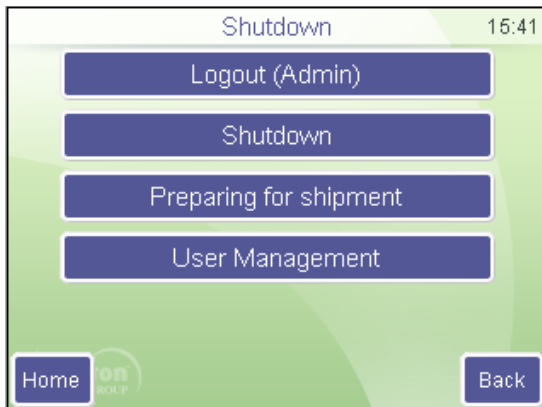 Shutdown 15:41
Logout (Admin)
Shutdown
Preparing for shipment
User Management
Home
Back